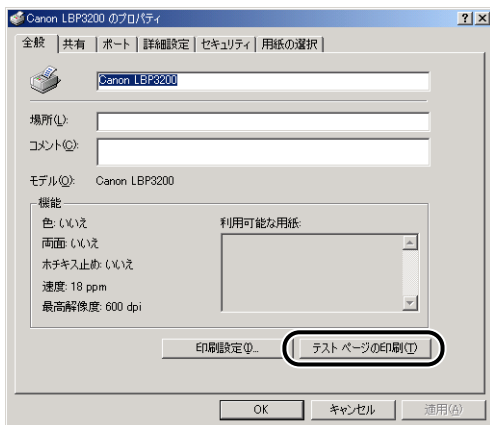 Canon LBP3200 のプロパティ
全般 共有 ポート 詳細設定 セキュリティ 用紙の選択
Canon LBP3200
場所(L):
コメント(C):
モデル(O): Canon LBP3200
機能
色: いいえ 利用可能な用紙:
両面: いいえ
ホチキス止め: いいえ
速度: 18 ppm
最高解像度: 600 dpi
印刷設定(I)... テスト ページの印刷(T)
OK キャンセル 適用(A)